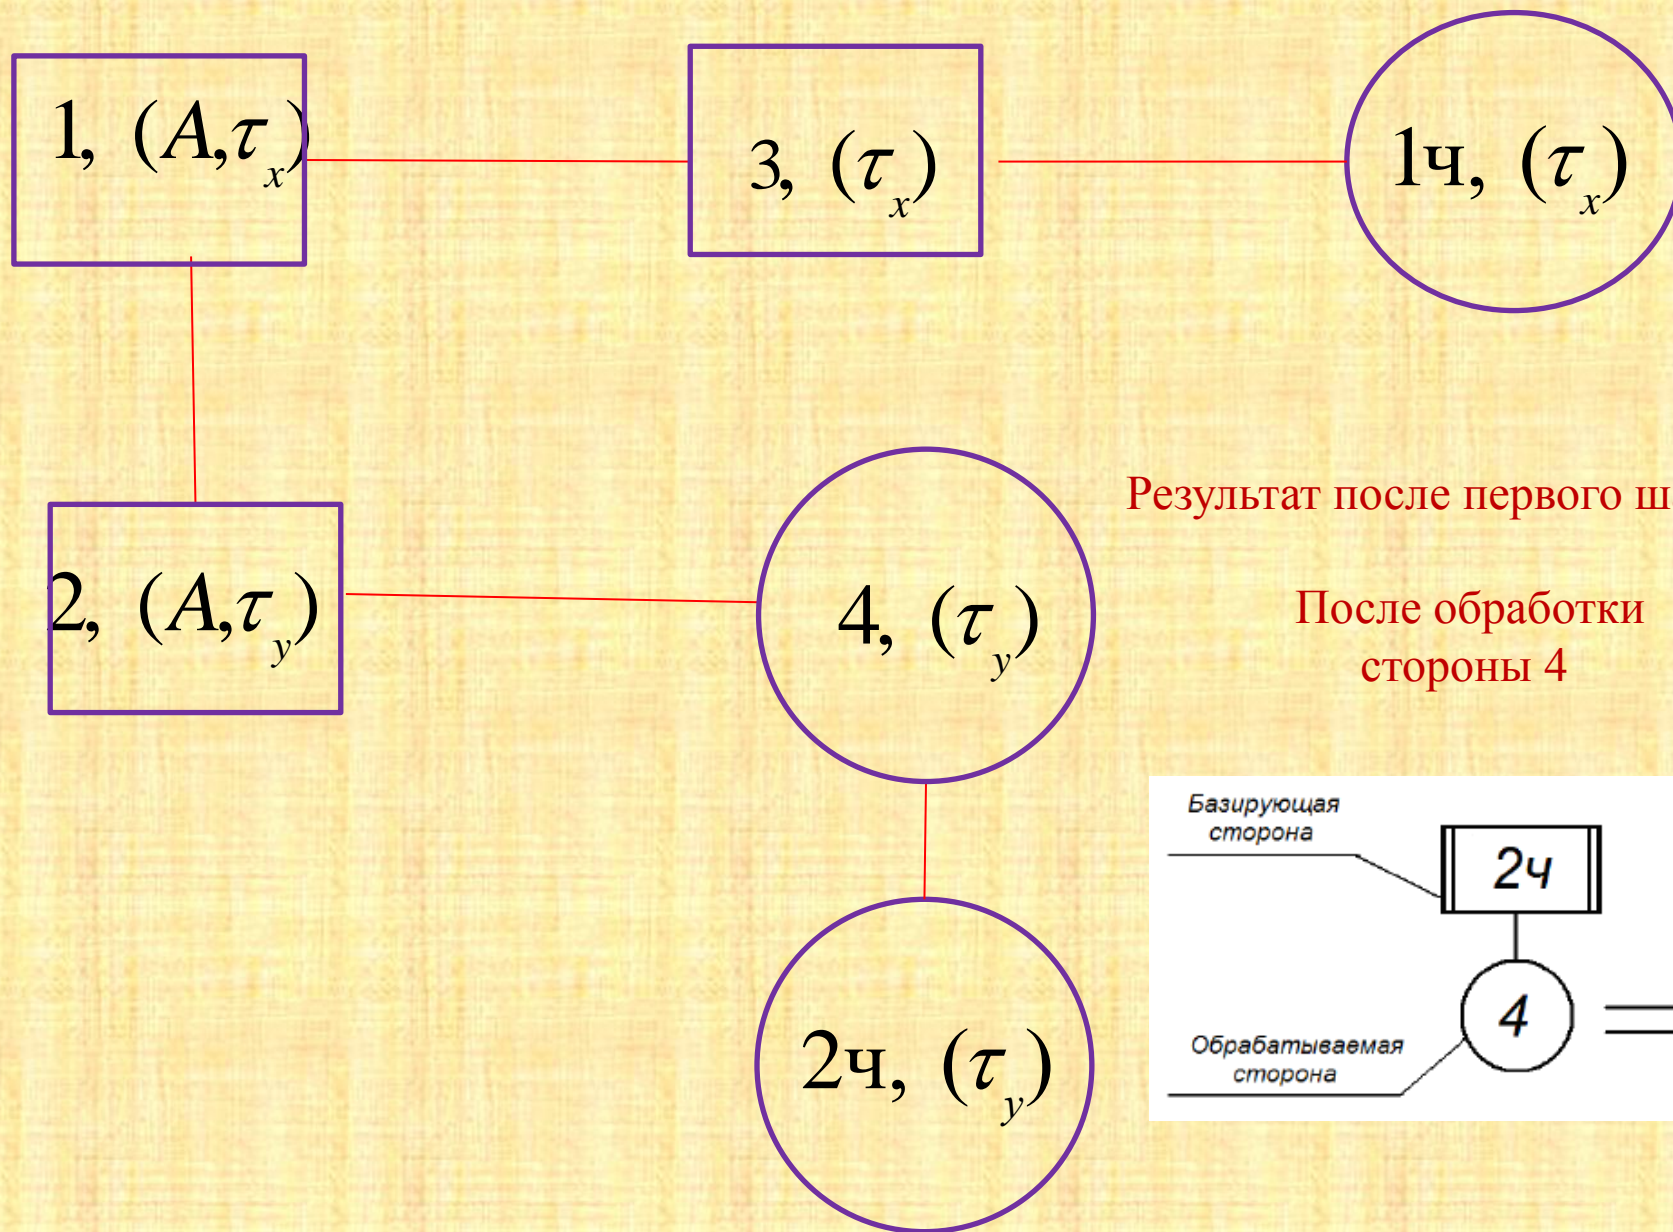 1, (A,τx)
3, (τx)
1ч, (τx)
2, (A,τy)
4, (τy)
Результат после первого ш
После обработки
стороны 4
2ч, (τy)
Базирующая
сторона
2ч
4
Обрабатываемая
сторона